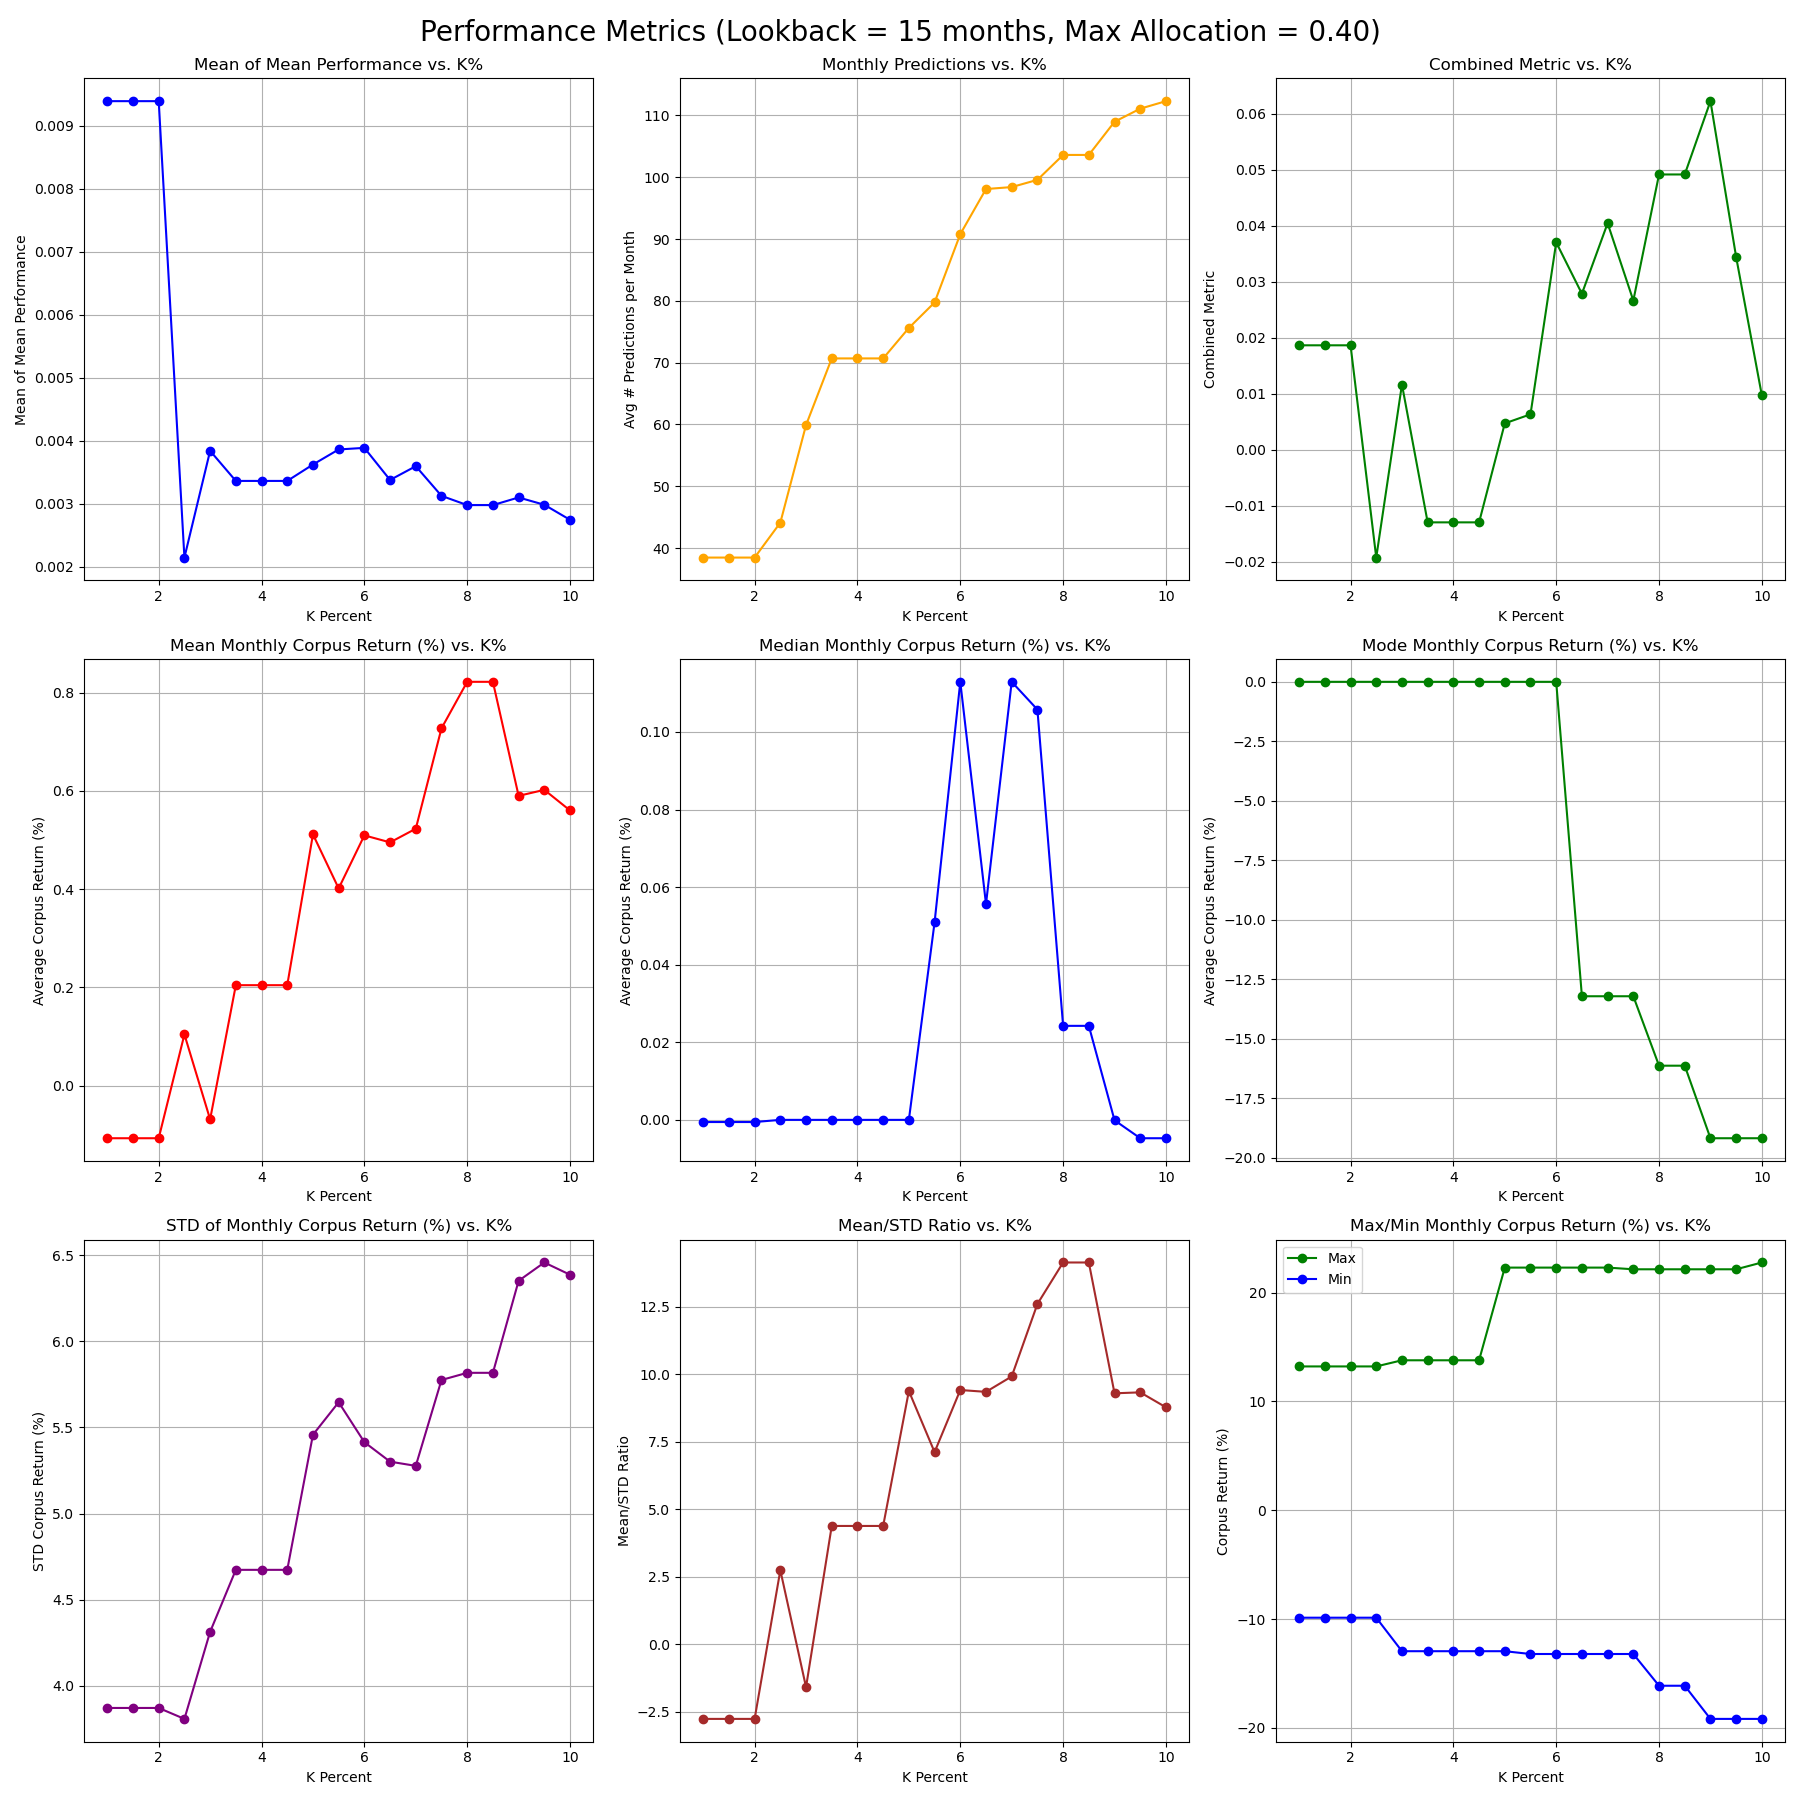 Performance Metrics (Lookback = 15 months, Max Allocation = 0.40)
Mean of Mean Performance vs. K%
Mean of Mean Performance
0.009
0.008
0.007
0.006
0.005
0.004
0.003
0.002
2 4 6 8 10
K Percent
Monthly Predictions vs. K%
Avg # Predictions per Month
110
100
90
80
70
60
50
40
2 4 6 8 10
K Percent
Combined Metric vs. K%
Combined Metric
0.06
0.05
0.04
0.03
0.02
0.01
0.00
−0.01
−0.02
2 4 6 8 10
K Percent
Mean Monthly Corpus Return (%) vs. K%
Average Corpus Return (%)
0.8
0.6
0.4
0.2
0.0
2 4 6 8 10
K Percent
Median Monthly Corpus Return (%) vs. K%
Average Corpus Return (%)
0.10
0.08
0.06
0.04
0.02
0.00
2 4 6 8 10
K Percent
Mode Monthly Corpus Return (%) vs. K%
Average Corpus Return (%)
0.0
−2.5
−5.0
−7.5
−10.0
−12.5
−15.0
−17.5
−20.0
2 4 6 8 10
K Percent
STD of Monthly Corpus Return (%) vs. K%
STD Corpus Return (%)
6.5
6.0
5.5
5.0
4.5
4.0
2 4 6 8 10
K Percent
Mean/STD Ratio vs. K%
Mean/STD Ratio
12.5
10.0
7.5
5.0
2.5
0.0
−2.5
2 4 6 8 10
K Percent
Max/Min Monthly Corpus Return (%) vs. K%
Corpus Return (%)
Max
Min
20
10
0
−10
−20
2 4 6 8 10
K Percent